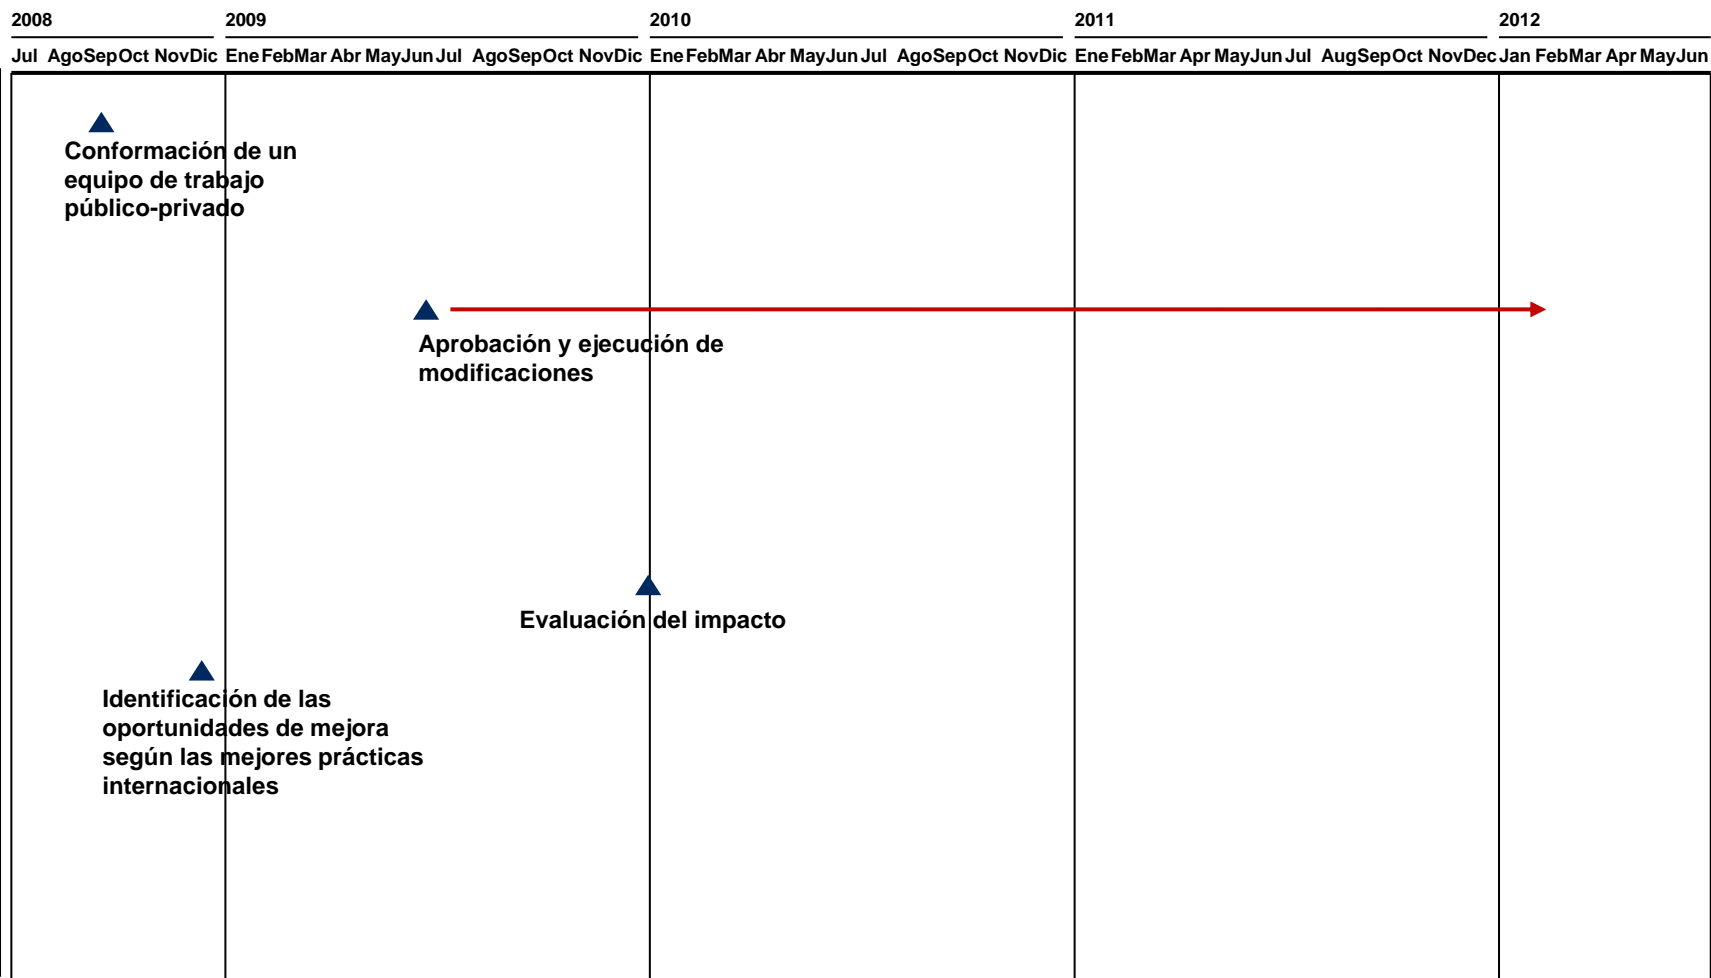 2008 2009 2010 2011 2012
Jul Ago Sep Oct Nov Dic Ene Feb Mar Abr May Jun Jul Ago Sep Oct Nov Dic Ene Feb Mar Abr May Jun Jul Ago Sep Oct Nov Dic Ene Feb Mar Apr May Jun Jul Aug Sep Oct Nov Dec Jan Feb Mar Apr May Jun
Conformación de un
equipo de trabajo
público-privado
Aprobación y ejecución de
modificaciones
Evaluación del impacto
Identificación de las
oportunidades de mejora
según las mejores prácticas
internacionales